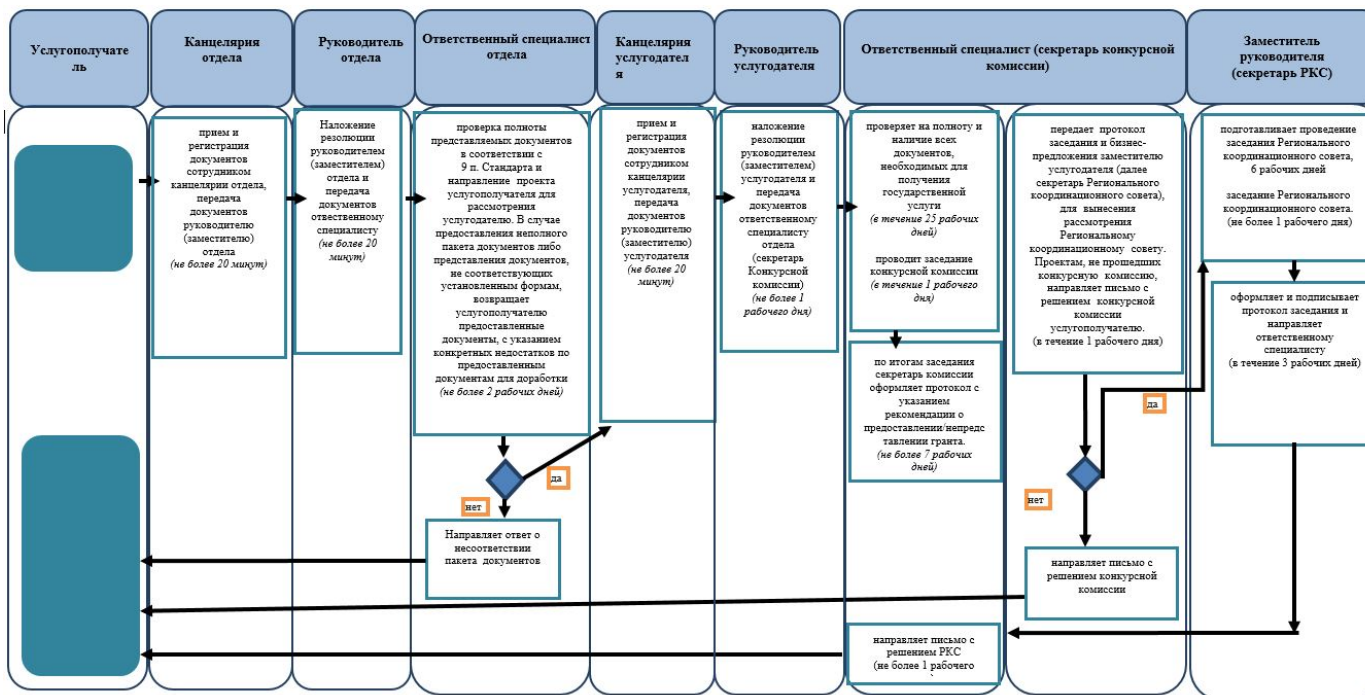 Услугополучате
ль
Канцелярия
отдела
Руководитель
отдела
Ответственный специалист
отдела
Канцелярия
услугодател
я
Руководитель
услугодателя
Ответственный специалист (секретарь конкурсной
комиссии)
Заместитель
руководителя
(секретарь РКС)
прием и
регистрация
документов
сотрудником
канцелярии отдела,
передача
документов
руководителю
(заместителю)
отдела
(не более 20 минут)
Наложение
резолюции
руководителем
(заместителем)
отдела и
передача
документов
ответственному
специалисту
(не более 20
минут)
проверка полноты
представляемых документов
в соответствии с
9 п. Стандарта и
направление проекта
услугополучателя для
рассмотрения
услугодателю. В случае
предоставления неполного
пакета документов либо
представления документов,
не соответствующих
установленным формам,
возвращает
услугополучателю
предоставленные
документы, с указанием
конкретных недостатков по
предоставленным
документам для доработки
(не более 2 рабочих дней)
да
нет
Направляет ответ о
несоответствии
пакета документов
прием и
регистрация
документов
сотрудником
канцелярии
услугодателя,
передача
документов
руководителю
(заместителю)
услугодателя
(не более 20
минут)
наложение
резолюции
руководителем
(заместителем)
услугодателя и
передача
документов
ответственному
специалисту
отдела
(секретарь
Конкурсной
комиссии)
(не более 1
рабочего дня)
проверяет на полноту и
наличие всех
документов,
необходимых для
получения
государственной
услуги
(в течение 25 рабочих
дней)
проводит заседание
конкурсной комиссии
(в течение 1 рабочего
дня)
по итогам заседания
секретарь комиссии
оформляет протокол с
указанием
рекомендации о
предоставлении/непредс
тавлении гранта.
(не более 7 рабочих
дней)
направляет письмо с
решением РКС
(не более 1 рабочего
передает протокол
заседания и бизнес-
предложения заместителю
услугодателя (далее
секретарь Регионального
координационного совета),
для вынесения
рассмотрения
Региональному
координационному совету.
Проектам, не прошедших
конкурсную комиссию,
направляет письмо с
решением конкурсной
комиссии
услугополучателю.
(в течение 1 рабочего дня)
да
нет
направляет письмо с
решением конкурсной
комиссии
подготавливает проведение
заседания Регионального
координационного совета,
6 рабочих дней
заседание Регионального
координационного совета.
(не более 1 рабочего дня)
оформляет и подписывает
протокол заседания и
направляет
ответственному
специалисту
(в течение 3 рабочих дней)